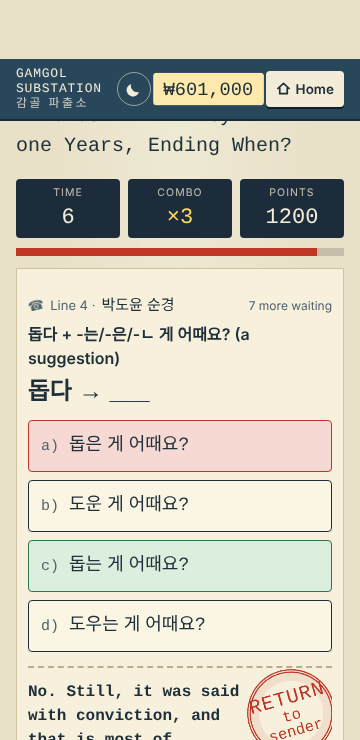 GAMGOL
SUBSTATION
감골 파출소
₩601,000
Home
one Years, Ending When?
TIME
6
COMBO
×3
POINTS
1200
☎ Line 4 · 박도윤 순경
7 more waiting
돕다 + -는/-은/-ㄴ 게 어때요? (a
suggestion)
돕다 → ___
a) 돕은 게 어때요?
b) 도운 게 어때요?
c) 돕는 게 어때요?
d) 도우는 게 어때요?
No. Still, it was said
with conviction, and
that is most of
RETURN
to
sender